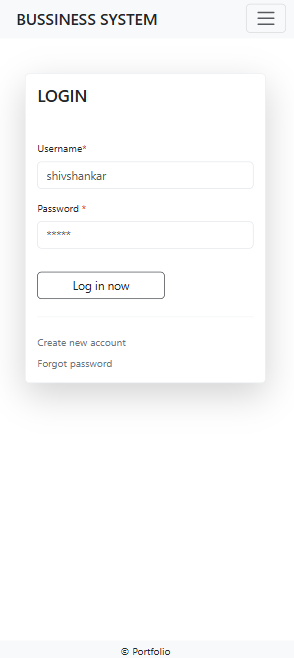 BUSSINESS SYSTEM
LOGIN
Username*
shivshankar
Password *
*****
Log in now
Create new account
Forgot password
© Portfolio